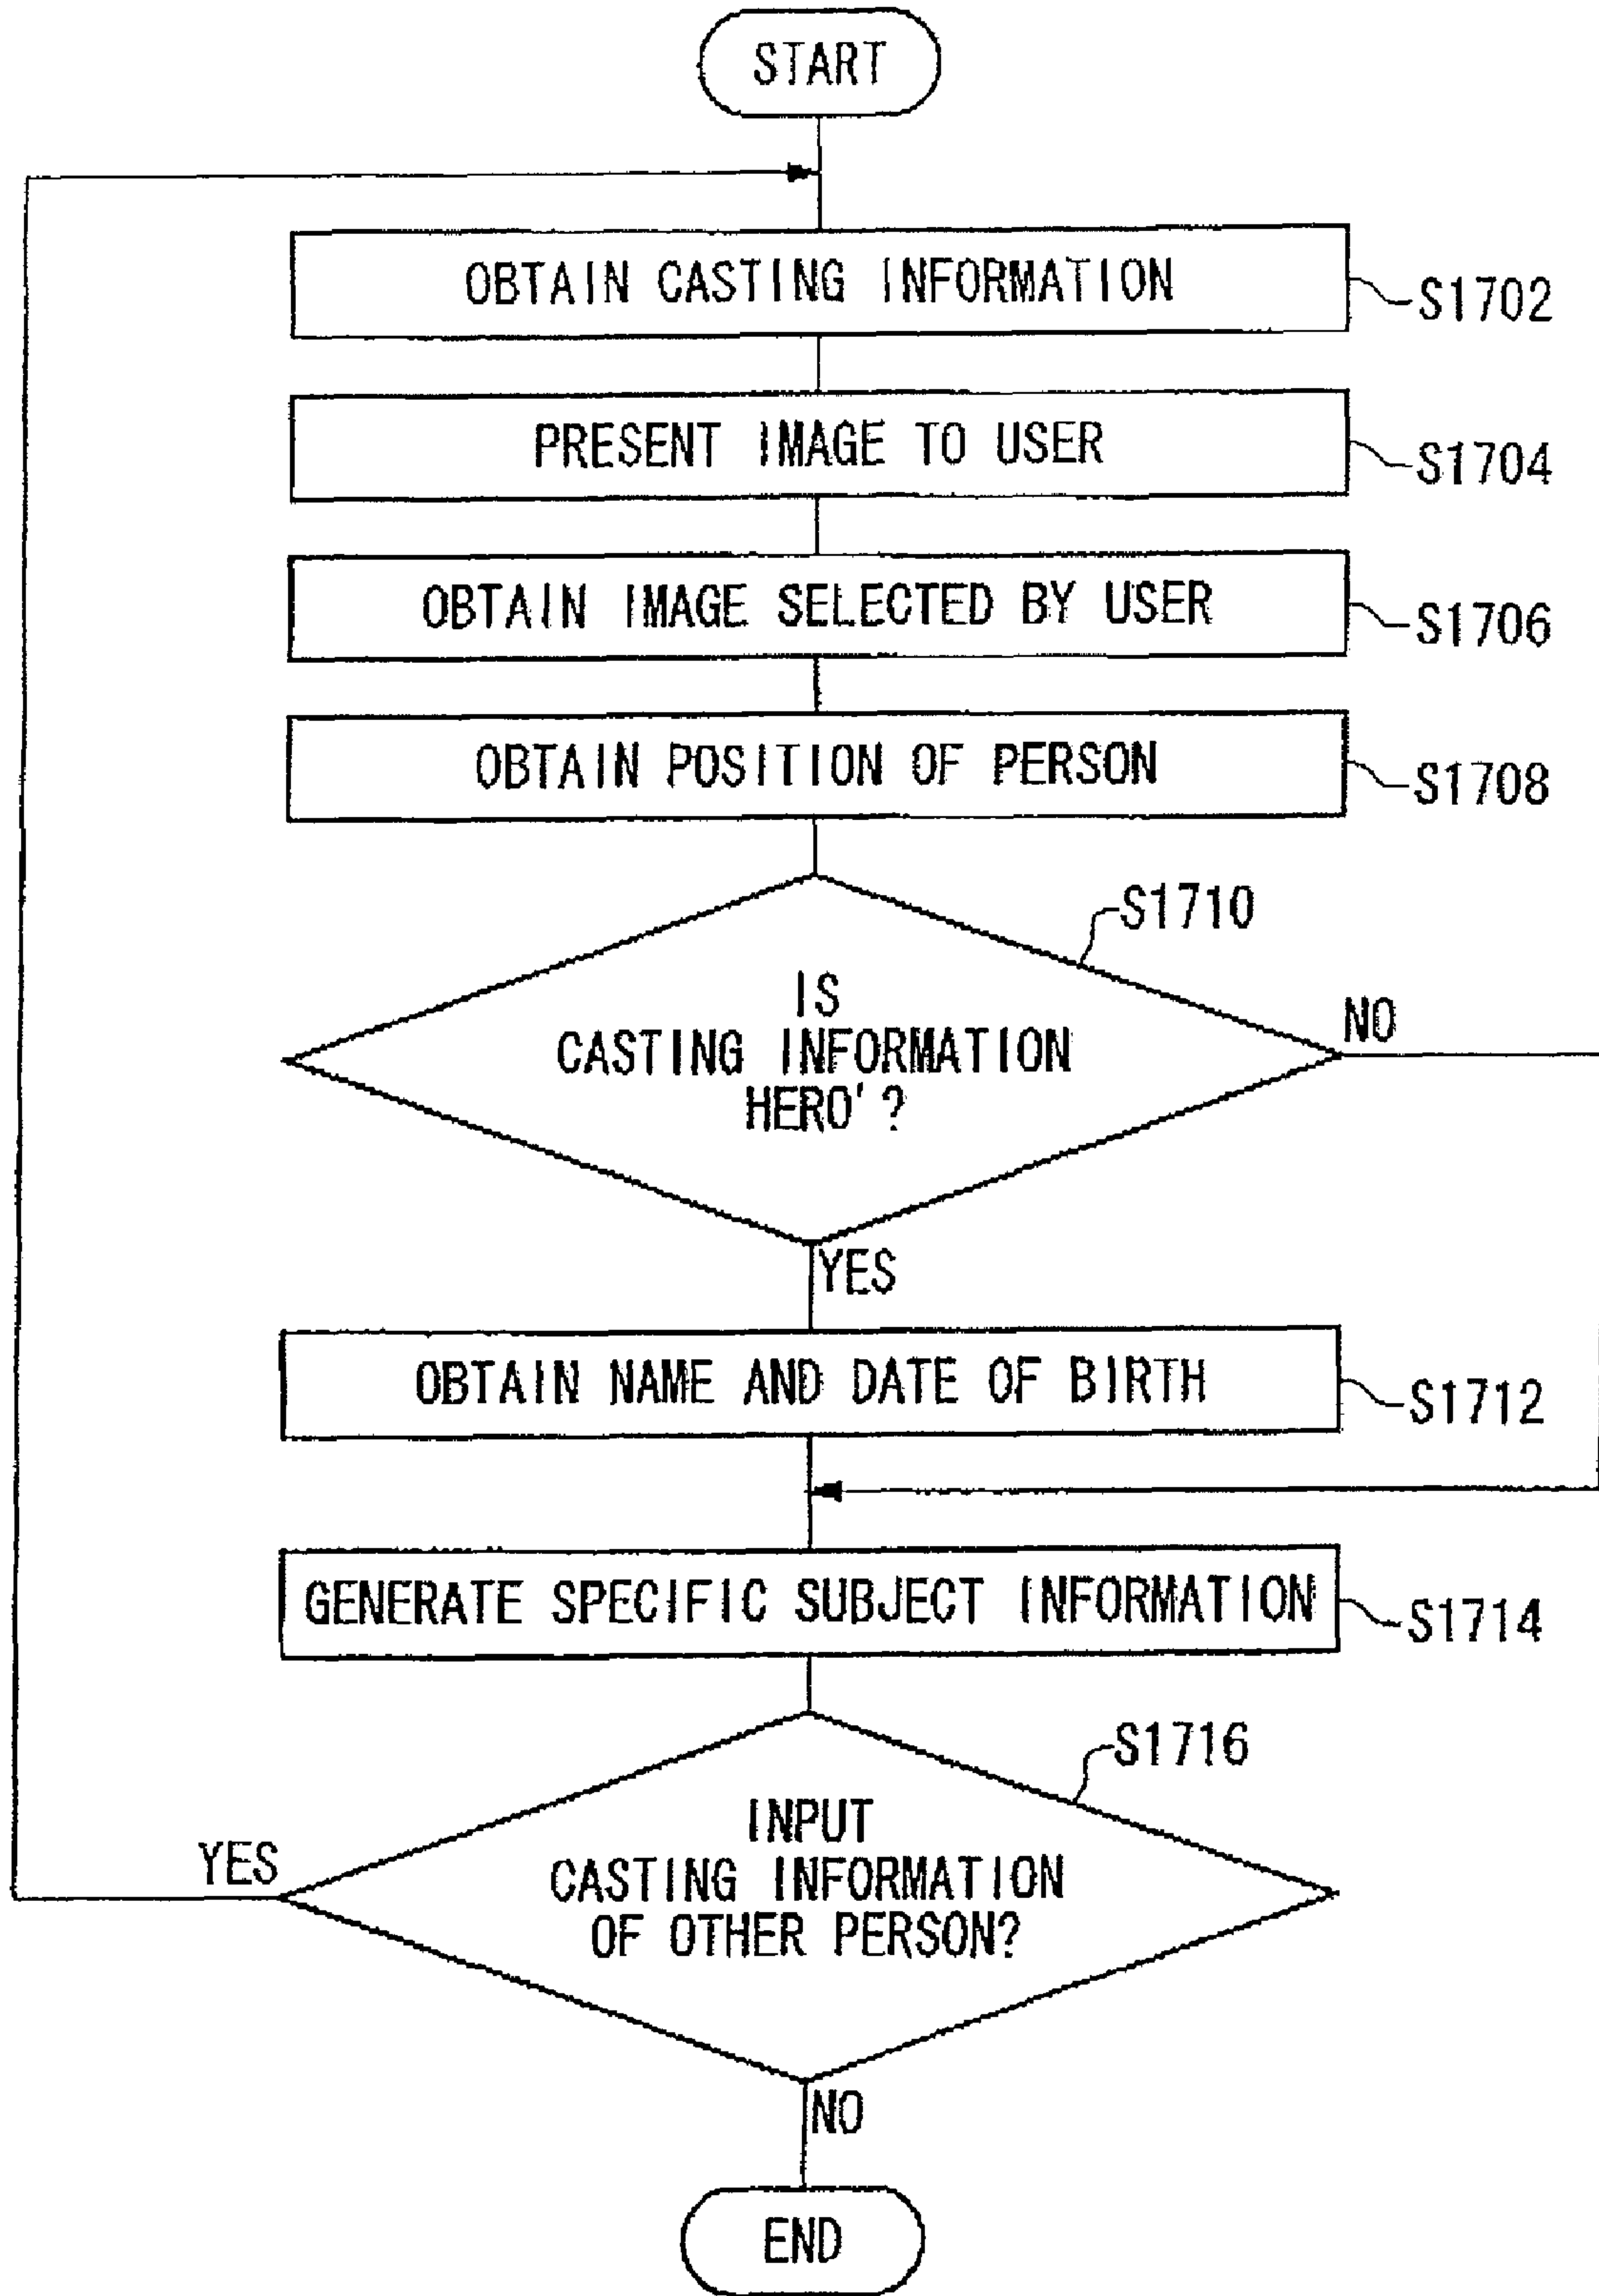 START
OBTAIN CASTING INFORMATION
S1702
PRESENT IMAGE TO USER
S1704
OBTAIN IMAGE SELECTED BY USER
S1706
OBTAIN POSITION OF PERSON
S1708
S1710
IS
CASTING INFORMATION
HERO'?
NO
YES
OBTAIN NAME AND DATE OF BIRTH
S1712
GENERATE SPECIFIC SUBJECT INFORMATION
S1714
S1716
INPUT
CASTING INFORMATION
OF OTHER PERSON?
YES
NO
END